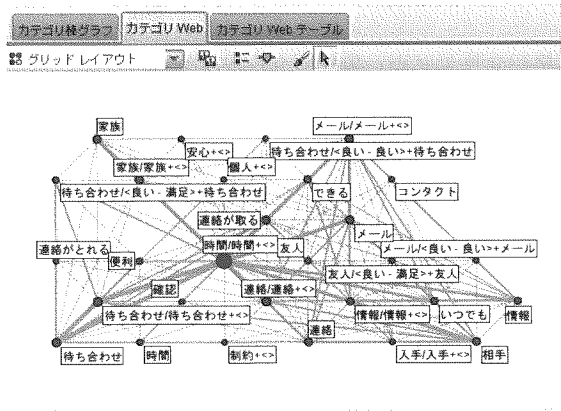 カテゴリ棒グラフ カテゴリ Web カテゴリ Web テーブル
グリッド レイアウト
家族 メール/メール+<>
安心+<> 待ち合わせ/<良い - 良い>+待ち合わせ
家族/家族+<> 個人+<>
待ち合わせ/<良い - 満足>+待ち合わせ できる コンタクト
連絡が取る メール
連絡がとれる 便利 時間/時間+<> 友人 メール/<良い - 良い>+メール
友人/<良い - 満足>+友人
確認 連絡/連絡+<>
待ち合わせ/待ち合わせ+<> 情報/情報+<> いつでも 情報
連絡
待ち合わせ 時間 制約+<> 入手/入手+<> 相手